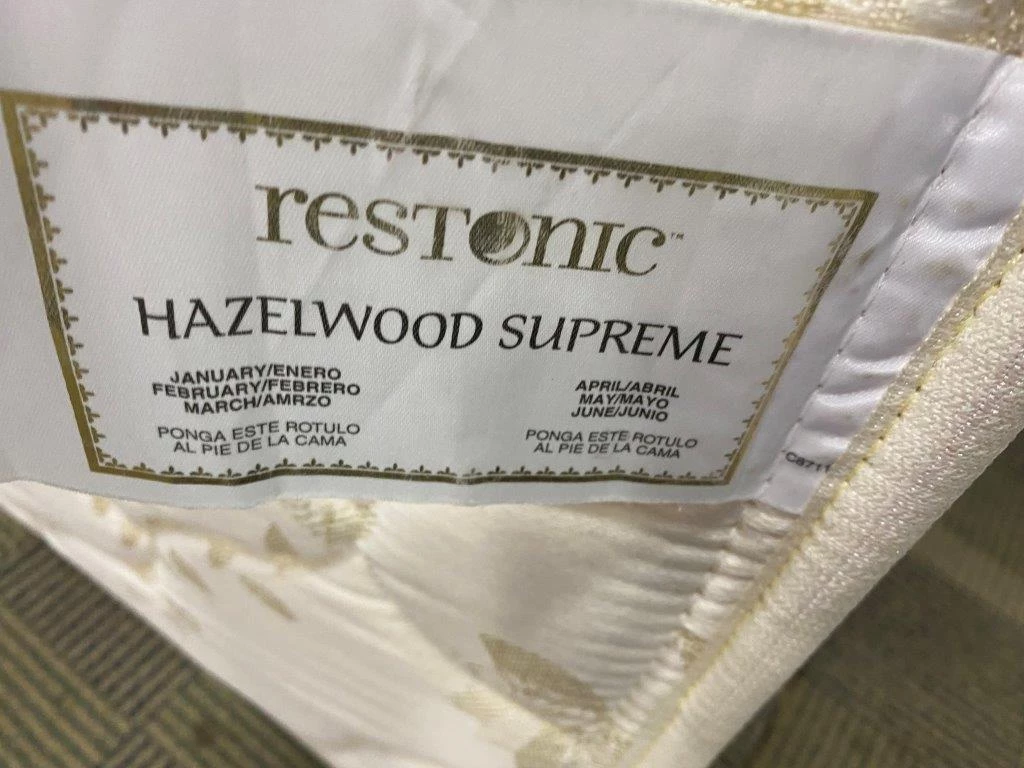 resTonic™
HAZELWOOD SUPREME
JANUARY/ENERO
FEBRUARY/FEBRERO
MARCH/AMRZO
PONGA ESTE ROTULO
AL PIE DE LA CAMA
APRIL/ABRIL
MAY/MAYO
JUNE/JUNIO
PONGA ESTE ROTULO
AL PIE DE LA CAMA